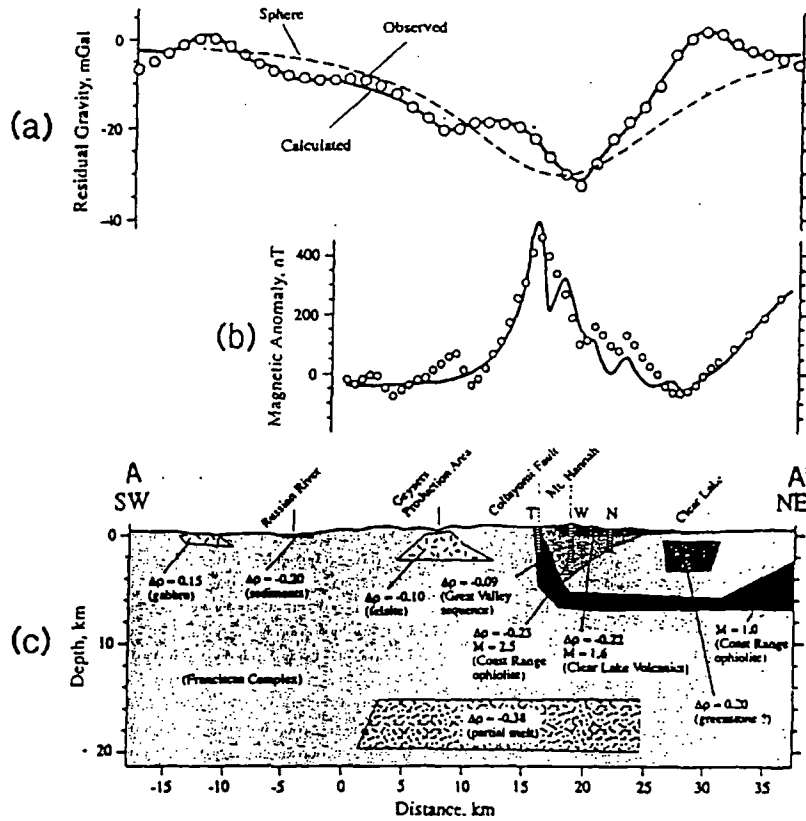 (a)
Residual Gravity, mGal
0
-20
-40
Sphere
Observed
Calculated
(b)
Magnetic Anomaly, nT
400
200
0
A
SW
Russian River
Geysers
Production Area
Collayomi Fault
Mt. Hannah
Clear Lake
A'
NE
T W N
(c)
Depth, km
0
10
20
Δρ = 0.15
(gabbro)
Δρ = -0.20
(sediments)
Δρ = -0.10
(felsite)
Δρ = -0.09
(Great Valley
sequence)
Δρ = -0.23
M = 2.5
(Coast Range
ophiolite)
Δρ = -0.22
M = 1.6
(Clear Lake Volcanics)
M = 1.0
(Coast Range
ophiolite)
Δρ = 0.20
(greenstone ?)
(Franciscan Complex)
Δρ = -0.38
(partial melt)
-15 -10 -5 0 5 10 15 20 25 30 35
Distance, km